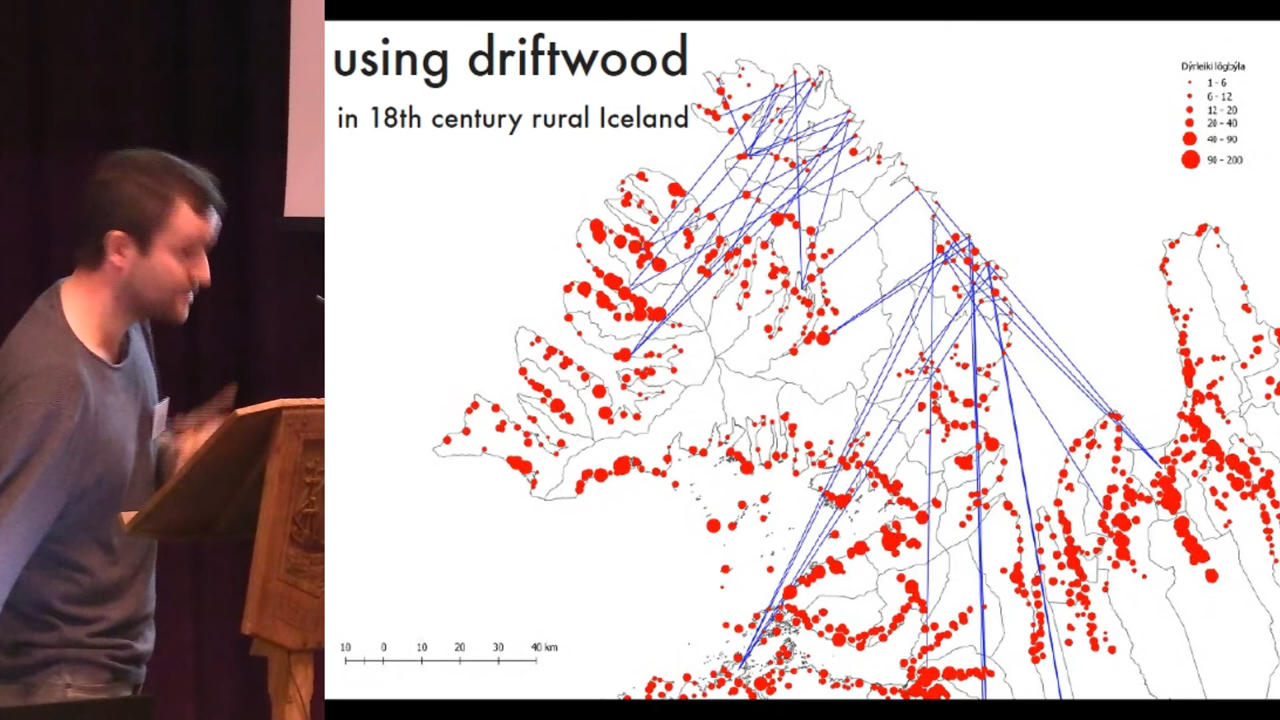 using driftwood
in 18th century rural Iceland
Dýrleiki lögbýla
1 - 6
6 - 12
12 - 20
20 - 40
40 - 90
90 - 200
10 0 10 20 30 40 km